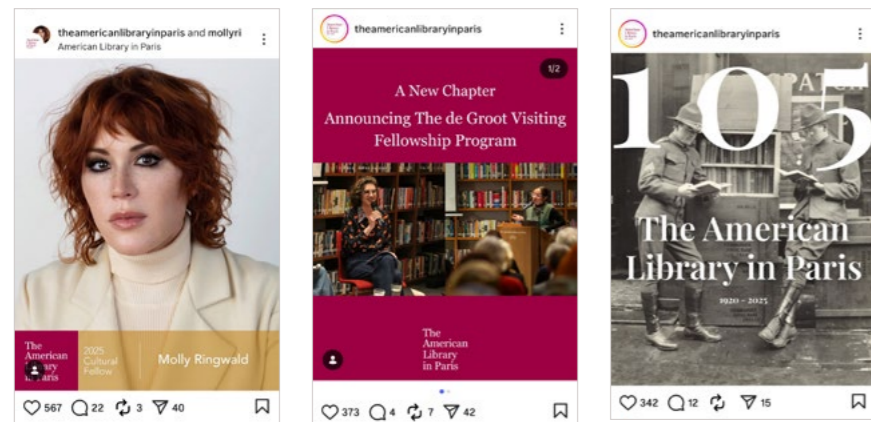 theamericanlibraryinparis and mollyri
American Library in Paris
The
American
Library
in Paris
2025
Cultural
Fellow
Molly Ringwald
567 22 3 40
theamericanlibraryinparis
1/2
A New Chapter
Announcing The de Groot Visiting
Fellowship Program
The
American
Library
in Paris
373 4 7 42
theamericanlibraryinparis
105
The American
Library in Paris
1920 – 2025
342 12 15